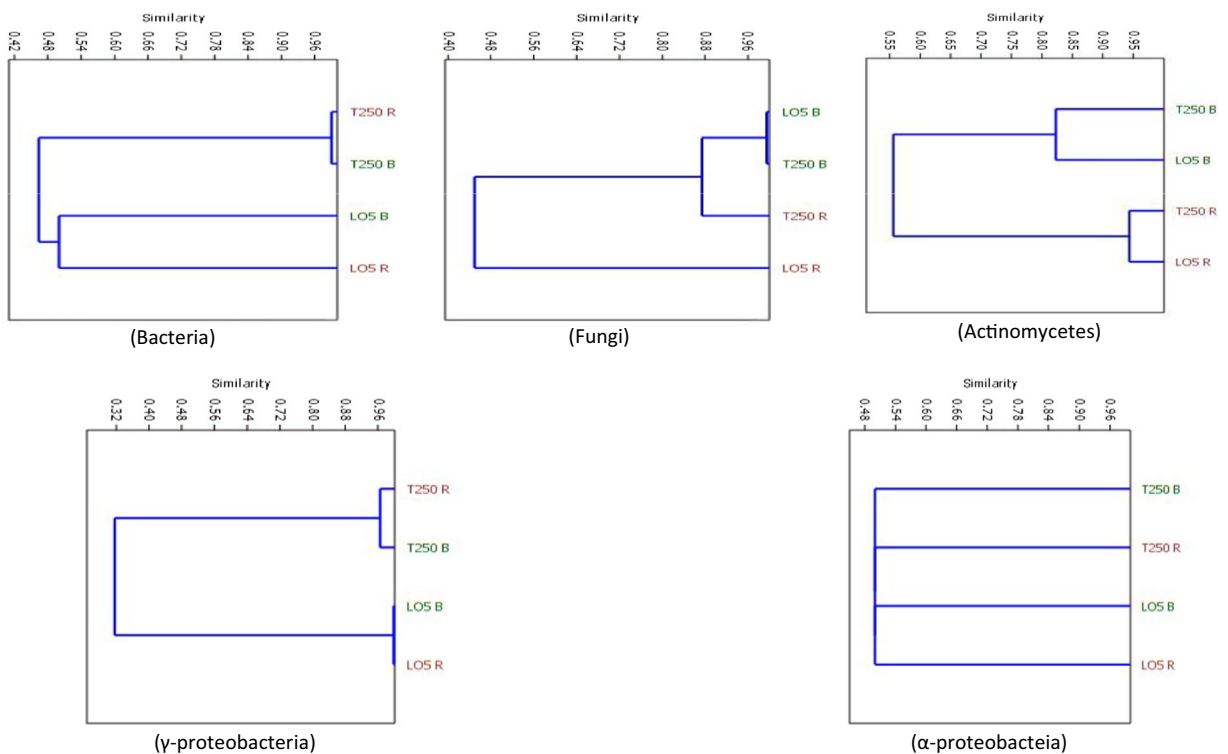 Similarity
0.42 0.48 0.54 0.60 0.66 0.72 0.78 0.84 0.90 0.96
T250 R
T250 B
LO5 B
LO5 R
(Bacteria)
Similarity
0.40 0.48 0.56 0.64 0.72 0.80 0.88 0.96
LO5 B
T250 B
T250 R
LO5 R
(Fungi)
Similarity
0.55 0.60 0.65 0.70 0.75 0.80 0.85 0.90 0.95
T250 B
LO5 B
T250 R
LO5 R
(Actinomycetes)
Similarity
0.32 0.40 0.48 0.56 0.64 0.72 0.80 0.88 0.96
T250 R
T250 B
LO5 B
LO5 R
(γ-proteobacteria)
Similarity
0.48 0.54 0.60 0.66 0.72 0.78 0.84 0.90 0.96
T250 B
T250 R
LO5 B
LO5 R
(α-proteobacteia)